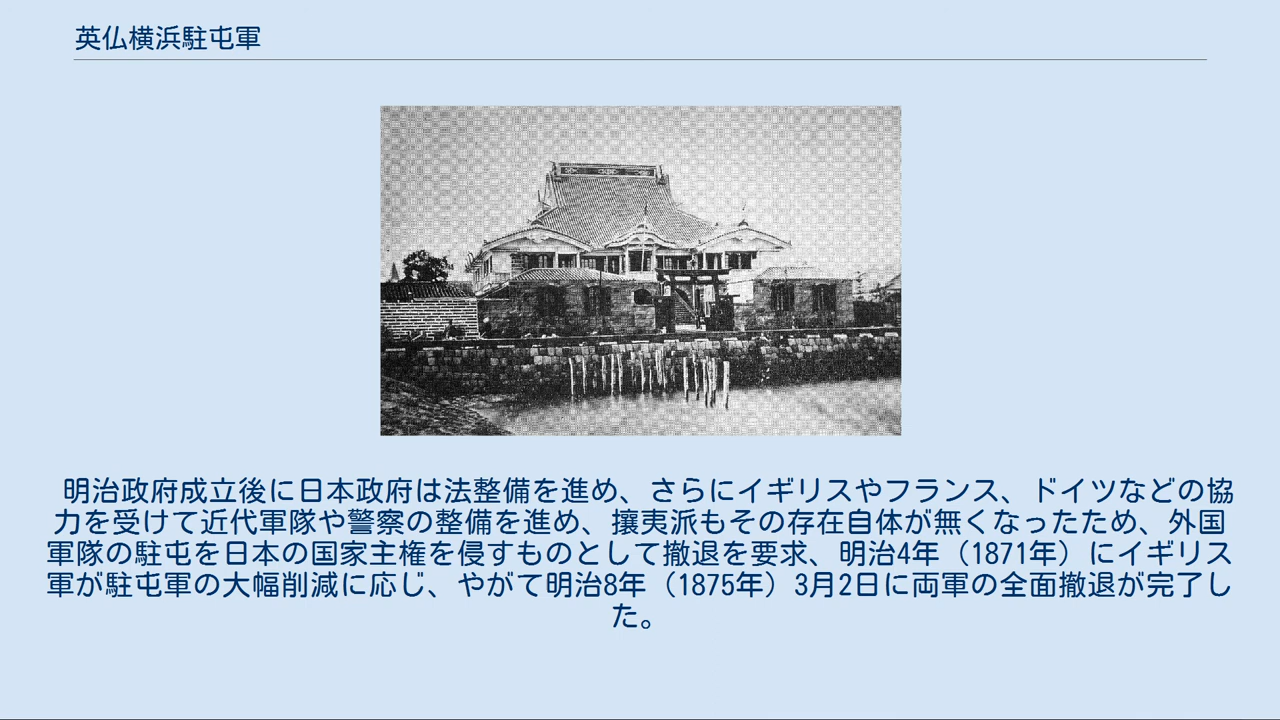 英仏横浜駐屯軍
明治政府成立後に日本政府は法整備を進め、さらにイギリスやフランス、ドイツなどの協
力を受けて近代軍隊や警察の整備を進め、攘夷派もその存在自体が無くなったため、外国
軍隊の駐屯を日本の国家主権を侵すものとして撤退を要求、明治4年（1871年）にイギリス
軍が駐屯軍の大幅削減に応じ、やがて明治8年（1875年）3月2日に両軍の全面撤退が完了し
た。